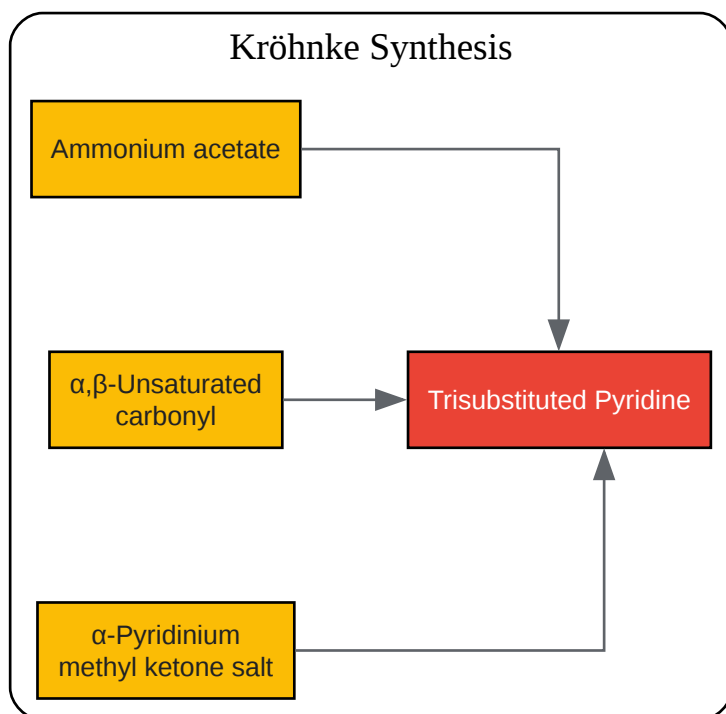 Kröhnke Synthesis
Ammonium acetate
α,β-Unsaturated
carbonyl
Trisubstituted Pyridine
α-Pyridinium
methyl ketone salt